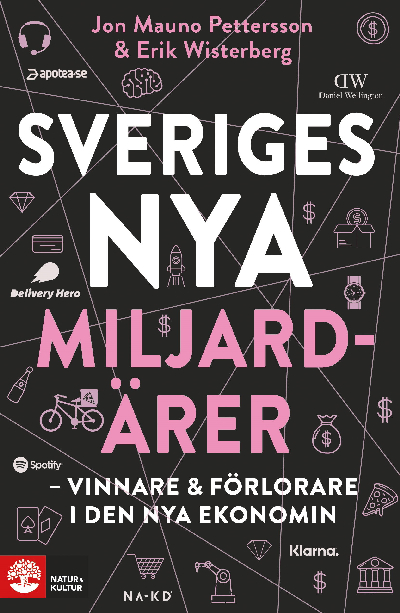 Jon Mauno Pettersson
& Erik Wisterberg
apotea.se
DW
Daniel Wellington
SVERIGES
NYA
Delivery Hero
MILJARD-
ÄRER
Spotify
– VINNARE & FÖRLORARE
I DEN NYA EKONOMIN
Klarna.
NATUR &
KULTUR
NA-KD